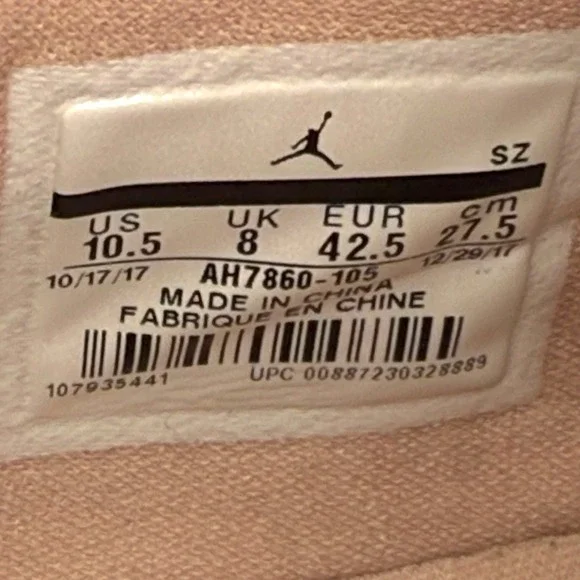 SZ
US UK EUR cm
10.5 8 42.5 27.5
10/17/17 AH7860-105 12/29/17
MADE IN CHINA
FABRIQUE EN CHINE
107935441 UPC 00887230328889